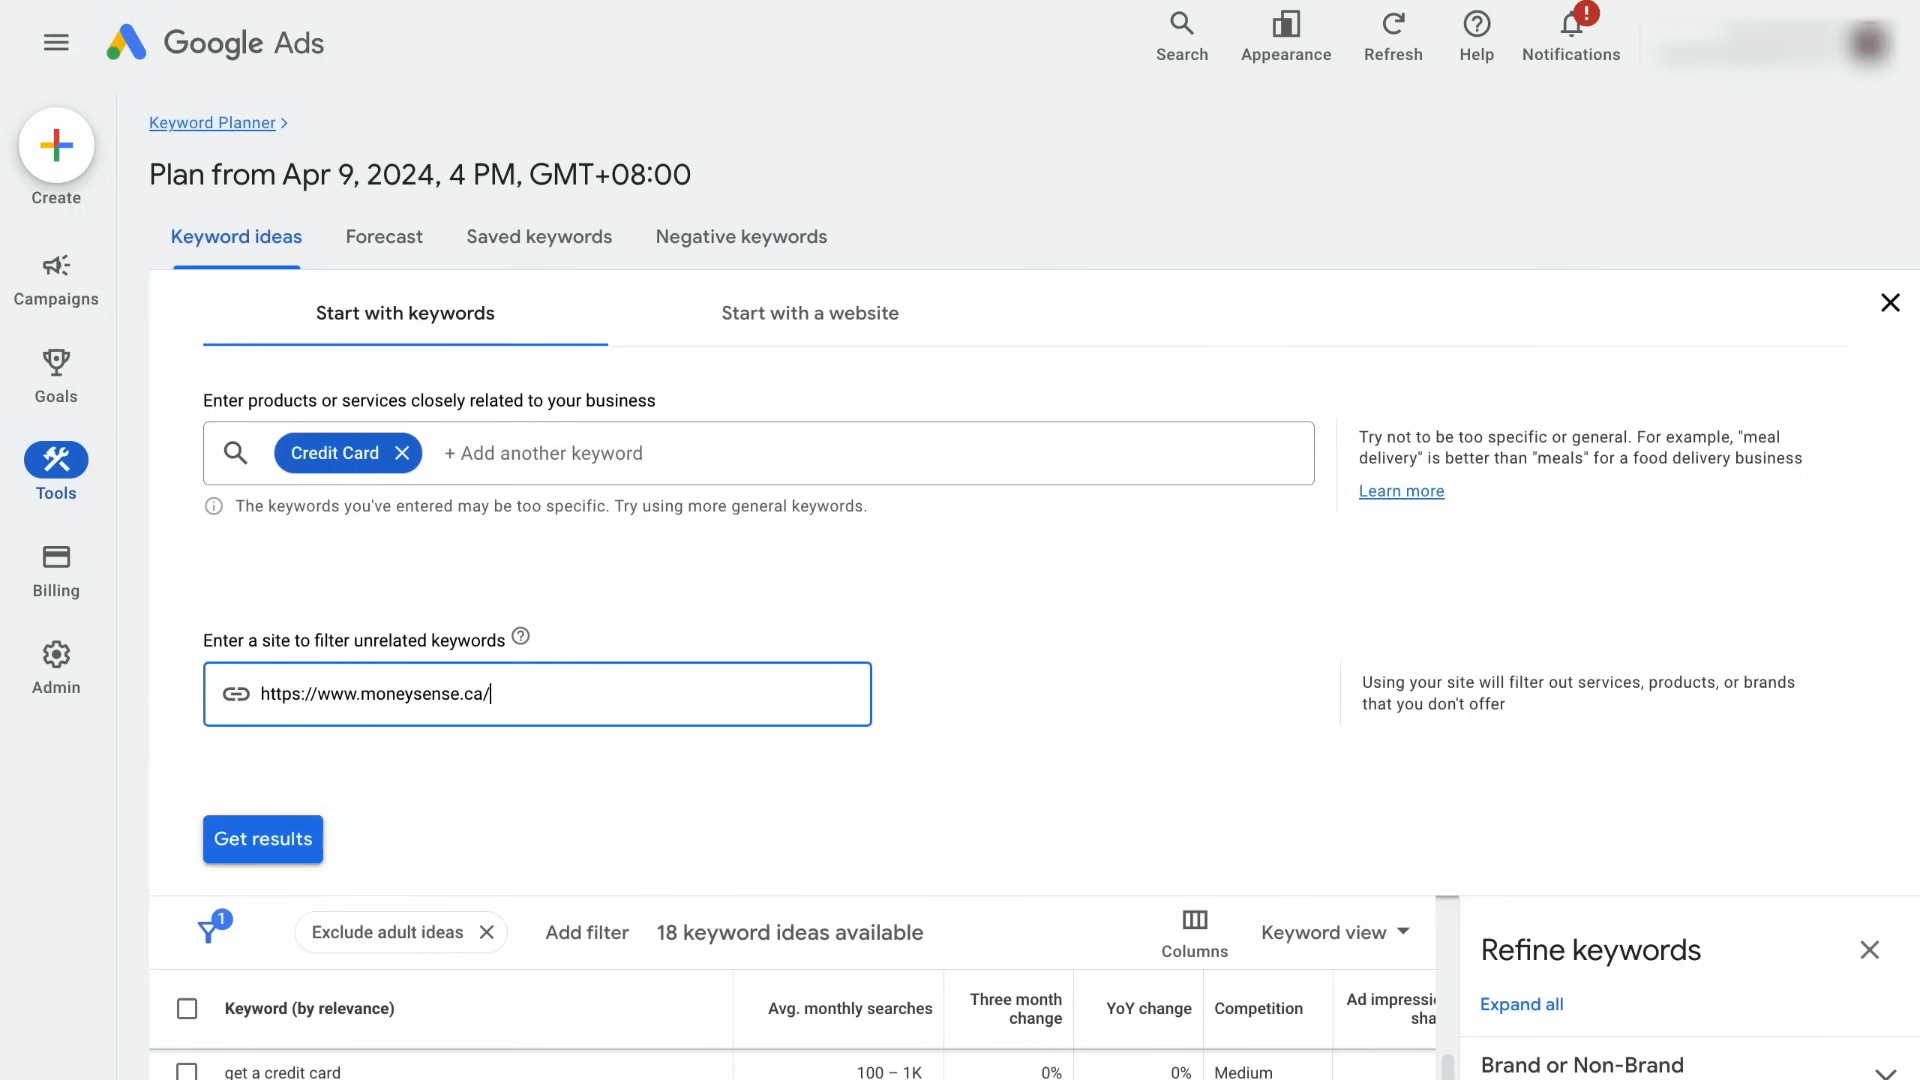 Google Ads
Search
Appearance
Refresh
Help
!
Notifications
Create
Campaigns
Goals
Tools
Billing
Admin
Keyword Planner >
Plan from Apr 9, 2024, 4 PM, GMT+08:00
Keyword ideas
Forecast
Saved keywords
Negative keywords
Start with keywords
Start with a website
Enter products or services closely related to your business
Credit Card
+ Add another keyword
The keywords you've entered may be too specific. Try using more general keywords.
Try not to be too specific or general. For example, "meal
delivery" is better than "meals" for a food delivery business
Learn more
Enter a site to filter unrelated keywords
https://www.moneysense.ca/
Using your site will filter out services, products, or brands
that you don't offer
Get results
1
Exclude adult ideas
Add filter
18 keyword ideas available
Columns
Keyword view
Keyword (by relevance)
Avg. monthly searches
Three month
change
YoY change
Competition
Ad impressi
sha
get a credit card
100 – 1K
0%
0%
Medium
Refine keywords
Expand all
Brand or Non-Brand